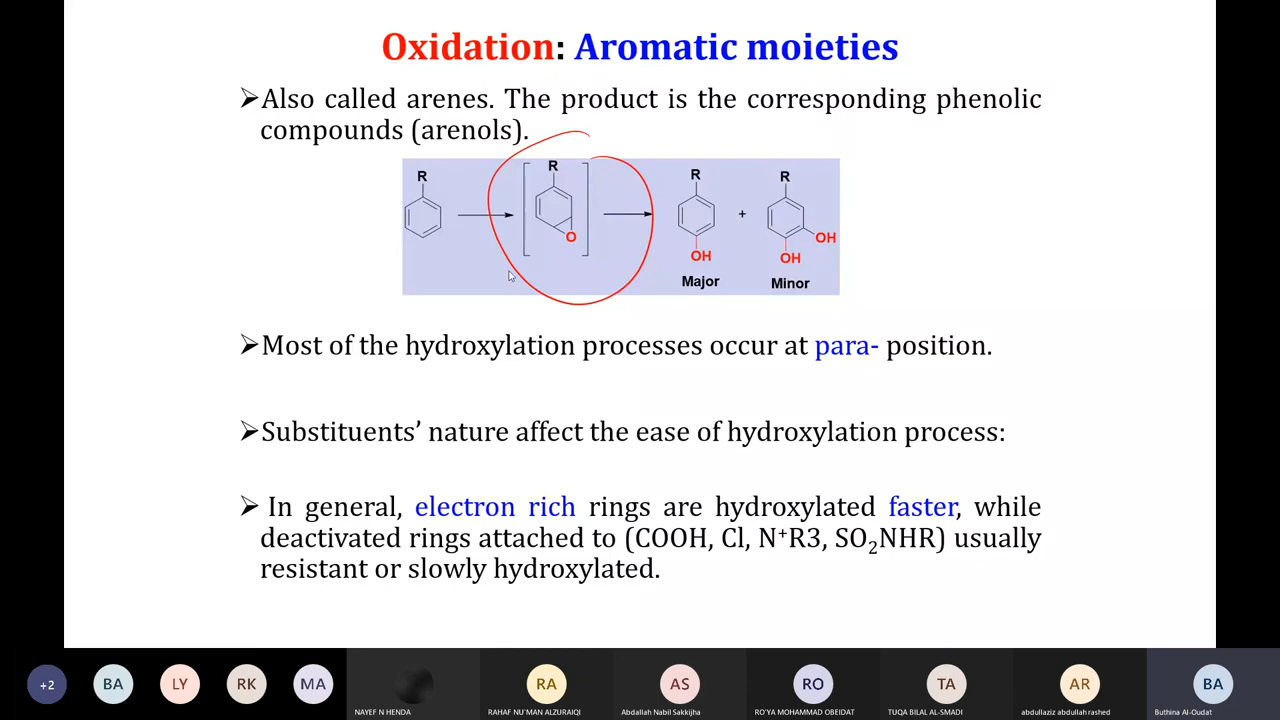 Oxidation: Aromatic moieties
➢Also called arenes. The product is the corresponding phenolic
compounds (arenols).
R
R
O
R
OH
Major
+
R
OH
OH
Minor
➢Most of the hydroxylation processes occur at para- position.
➢Substituents’ nature affect the ease of hydroxylation process:
➢ In general, electron rich rings are hydroxylated faster, while
deactivated rings attached to (COOH, Cl, N⁺R3, SO₂NHR) usually
resistant or slowly hydroxylated.
+2
BA
LY
RK
MA
NAYEF N HENDA
RA
RAHAF NU'MAN ALZURAIQI
AS
Abdallah Nabil Sakkijha
RO
RO'YA MOHAMMAD OBEIDAT
TA
TUQA BILAL AL-SMADI
AR
abdullaziz abdullah rashed
BA
Buthina Al-Oudat